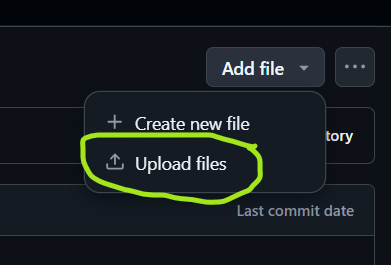 Add file
Create new file
tory
Upload files
Last commit date